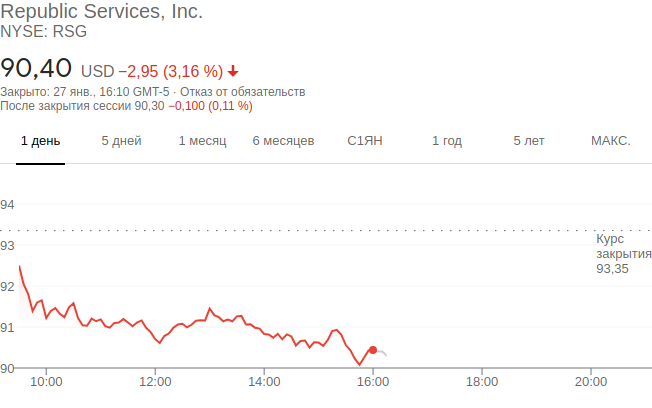 Republic Services, Inc.
NYSE: RSG
90,40 USD −2,95 (3,16 %)
Закрыто: 27 янв., 16:10 GMT-5 · Отказ от обязательств
После закрытия сессии 90,30 −0,100 (0,11 %)
1 день 5 дней 1 месяц 6 месяцев С1ЯН 1 год 5 лет МАКС.
94
93
92
91
90
Курс
закрытия
93,35
10:00 12:00 14:00 16:00 18:00 20:00